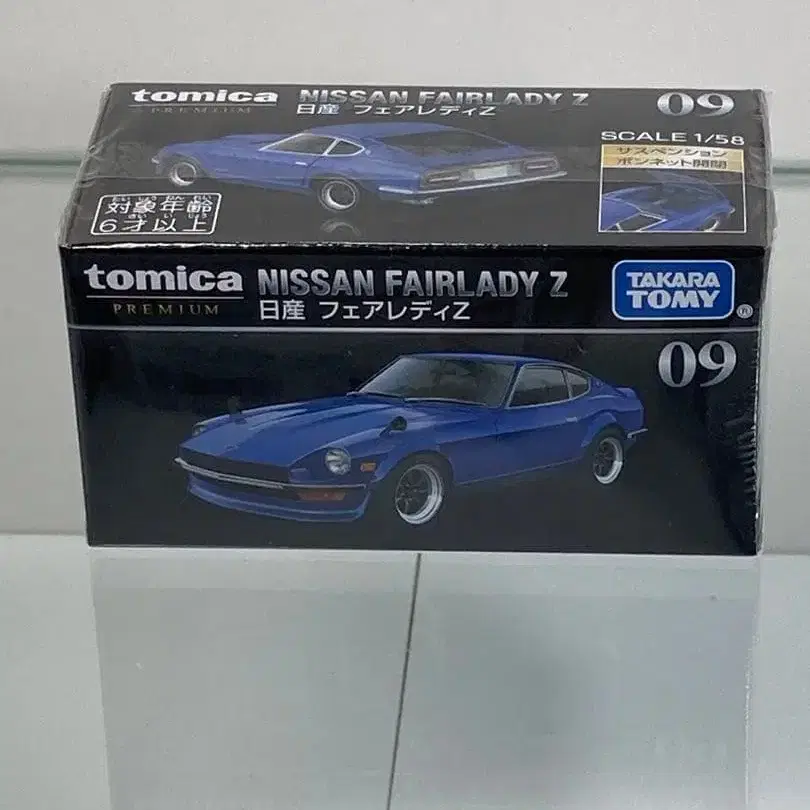 tomica
PREMIUM
NISSAN FAIRLADY Z
日産 フェアレディZ
09
SCALE 1/58
サスペンション
ボンネット開閉
対象年齢
6才以上
tomica
PREMIUM
NISSAN FAIRLADY Z
日産 フェアレディZ
TAKARA
TOMY
®
09